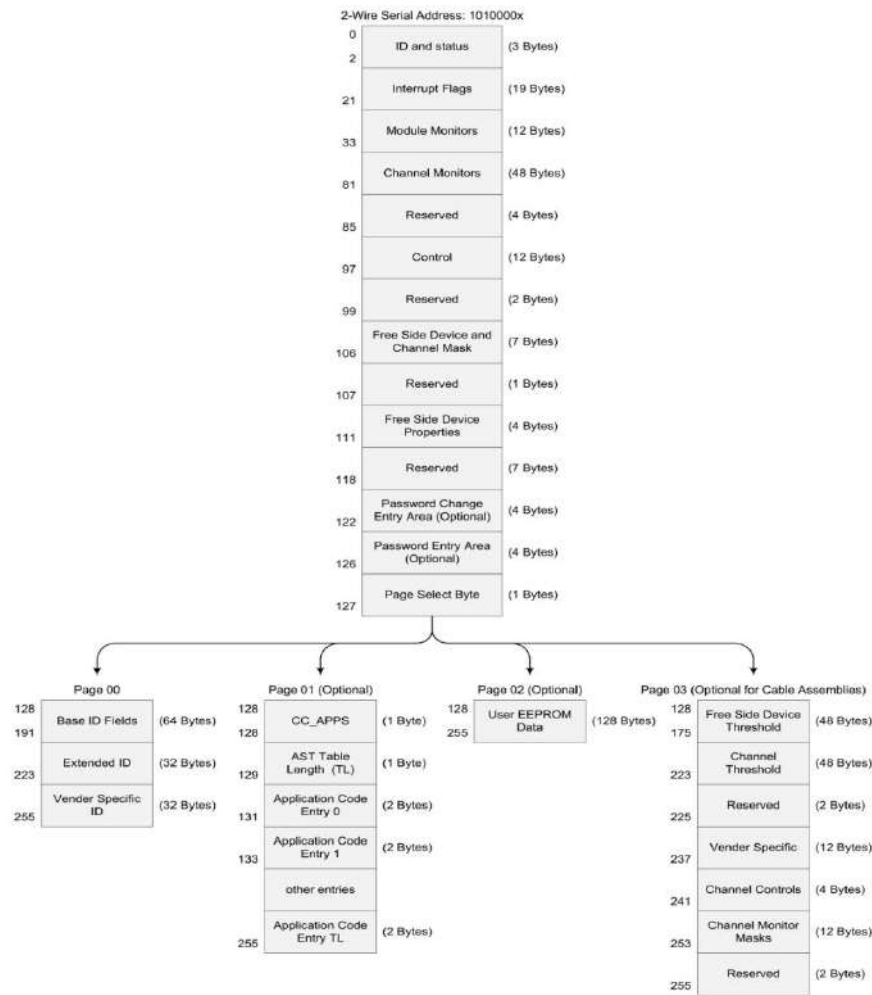 2-Wire Serial Address: 1010000x
0
ID and status (3 Bytes)
2
Interrupt Flags (19 Bytes)
21
Module Monitors (12 Bytes)
33
Channel Monitors (48 Bytes)
81
Reserved (4 Bytes)
85
Control (12 Bytes)
97
Reserved (2 Bytes)
99
Free Side Device and
Channel Mask
(7 Bytes)
106
Reserved (1 Bytes)
107
Free Side Device
Properties
(4 Bytes)
111
Reserved (7 Bytes)
118
Password Change
Entry Area (Optional)
(4 Bytes)
122
Password Entry Area
(Optional)
(4 Bytes)
126
Page Select Byte (1 Bytes)
127
Page 00
128
Base ID Fields (64 Bytes)
191
Extended ID (32 Bytes)
223
Vender Specific
ID
(32 Bytes)
255
Page 01 (Optional)
128
CC_APPS (1 Byte)
128
AST Table
Length (TL)
(1 Byte)
129
Application Code
Entry 0
(2 Bytes)
131
Application Code
Entry 1
(2 Bytes)
133
other entries
Application Code
Entry TL
(2 Bytes)
255
Page 02 (Optional)
128
User EEPROM
Data
(128 Bytes)
255
Page 03 (Optional for Cable Assemblies)
128
Free Side Device
Threshold
(48 Bytes)
175
Channel
Threshold
(48 Bytes)
223
Reserved (2 Bytes)
225
Vender Specific (12 Bytes)
237
Channel Controls (4 Bytes)
241
Channel Monitor
Masks
(12 Bytes)
253
Reserved (2 Bytes)
255